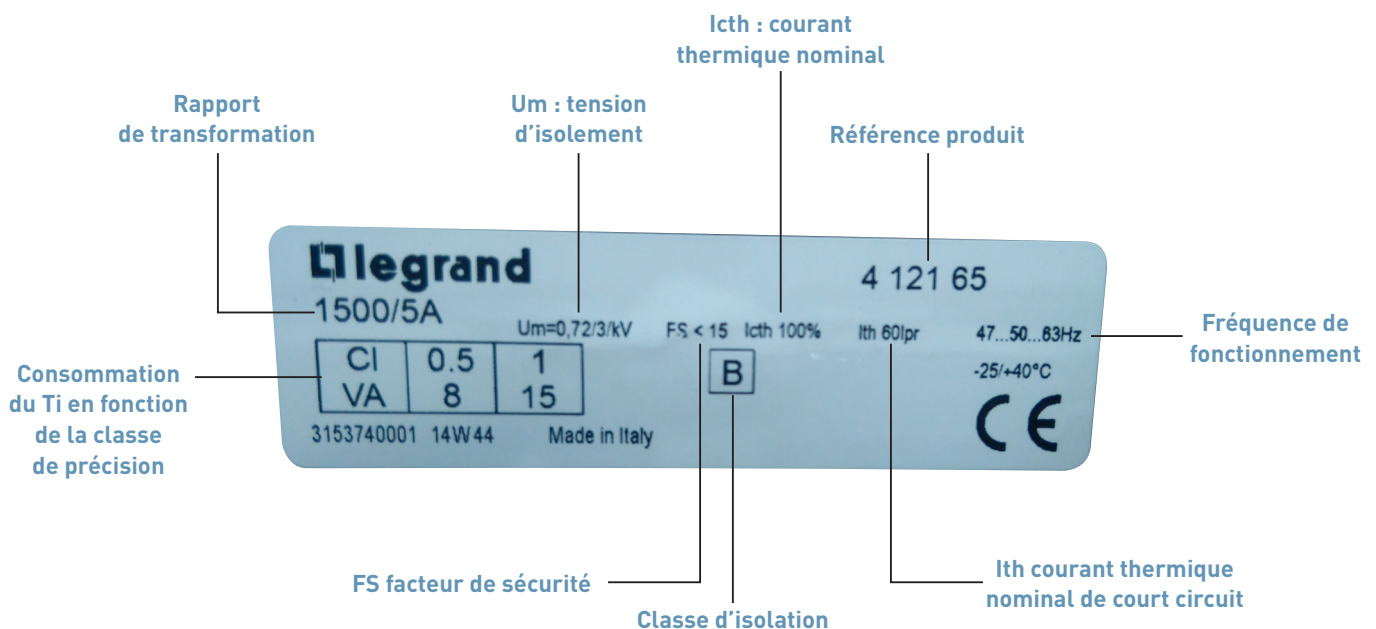 Icth : courant
thermique nominal
Rapport
de transformation
Um : tension
d’isolement
Référence produit
legrand
4 121 65
1500/5A
Um=0,72/3/kV FS < 15 Icth 100% Ith 60Ipr 47...50...63Hz
Fréquence de
fonctionnement
CI 0.5 1
VA 8 15
B
-25/+40°C
Consommation
du Ti en fonction
de la classe
de précision
3153740001 14W44 Made in Italy
CE
FS facteur de sécurité
Ith courant thermique
nominal de court circuit
Classe d’isolation